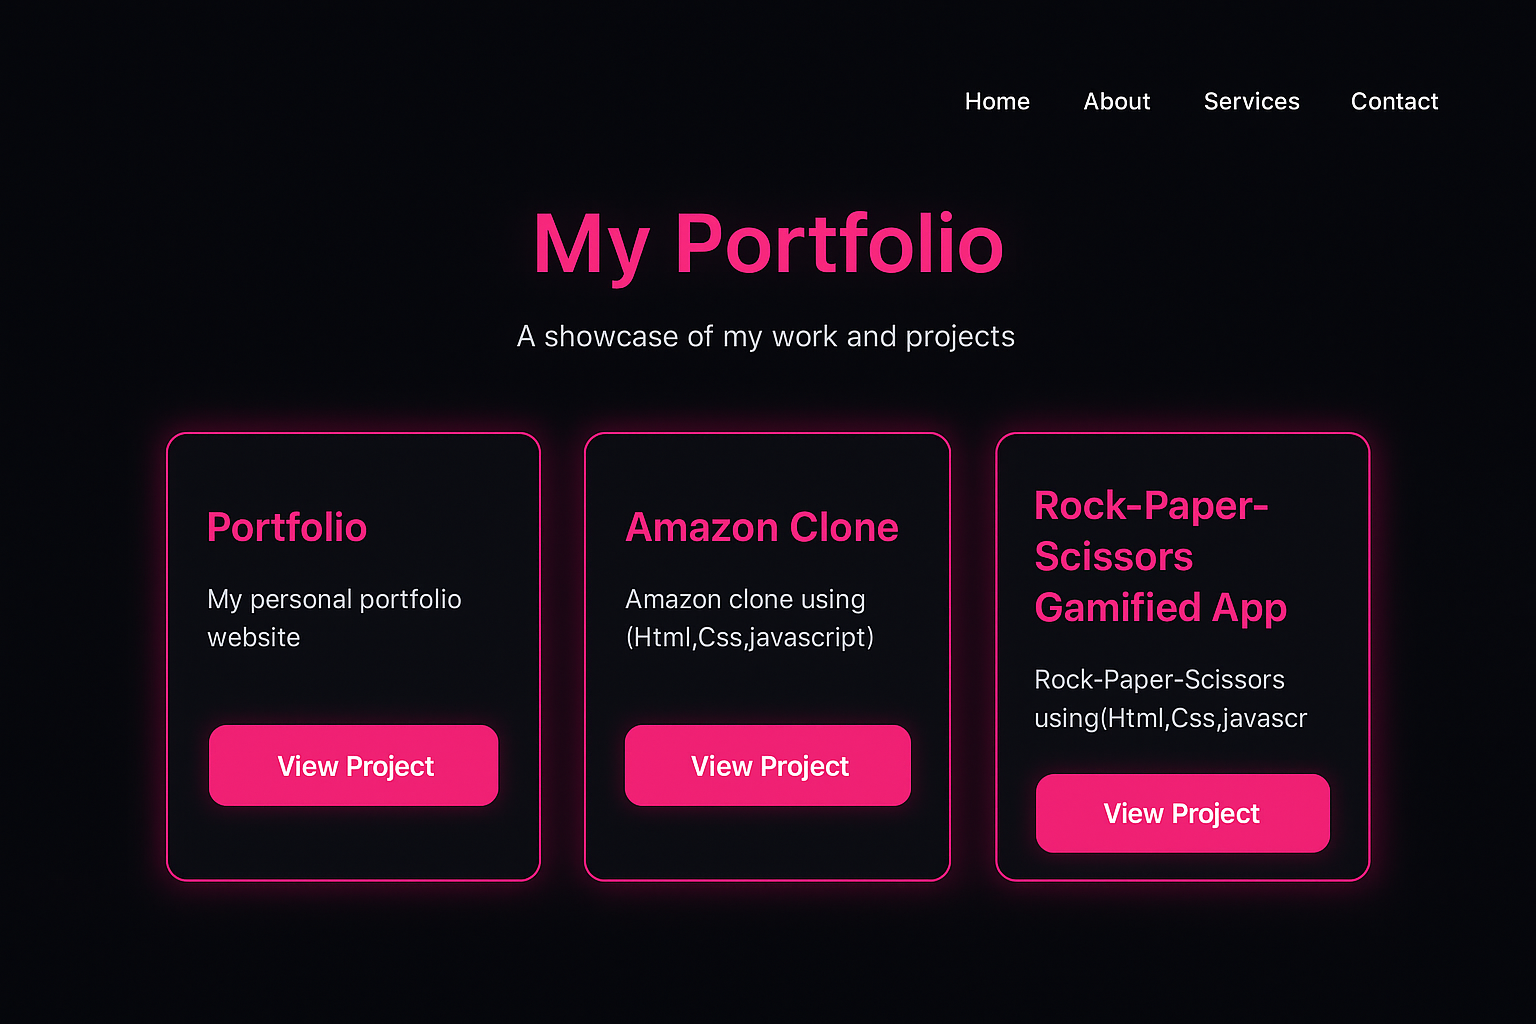 Home About Services Contact
My Portfolio
A showcase of my work and projects
Portfolio
My personal portfolio
website
View Project
Amazon Clone
Amazon clone using
(Html,Css,javascript)
View Project
Rock-Paper-
Scissors
Gamified App
Rock-Paper-Scissors
using(Html,Css,javascr
View Project